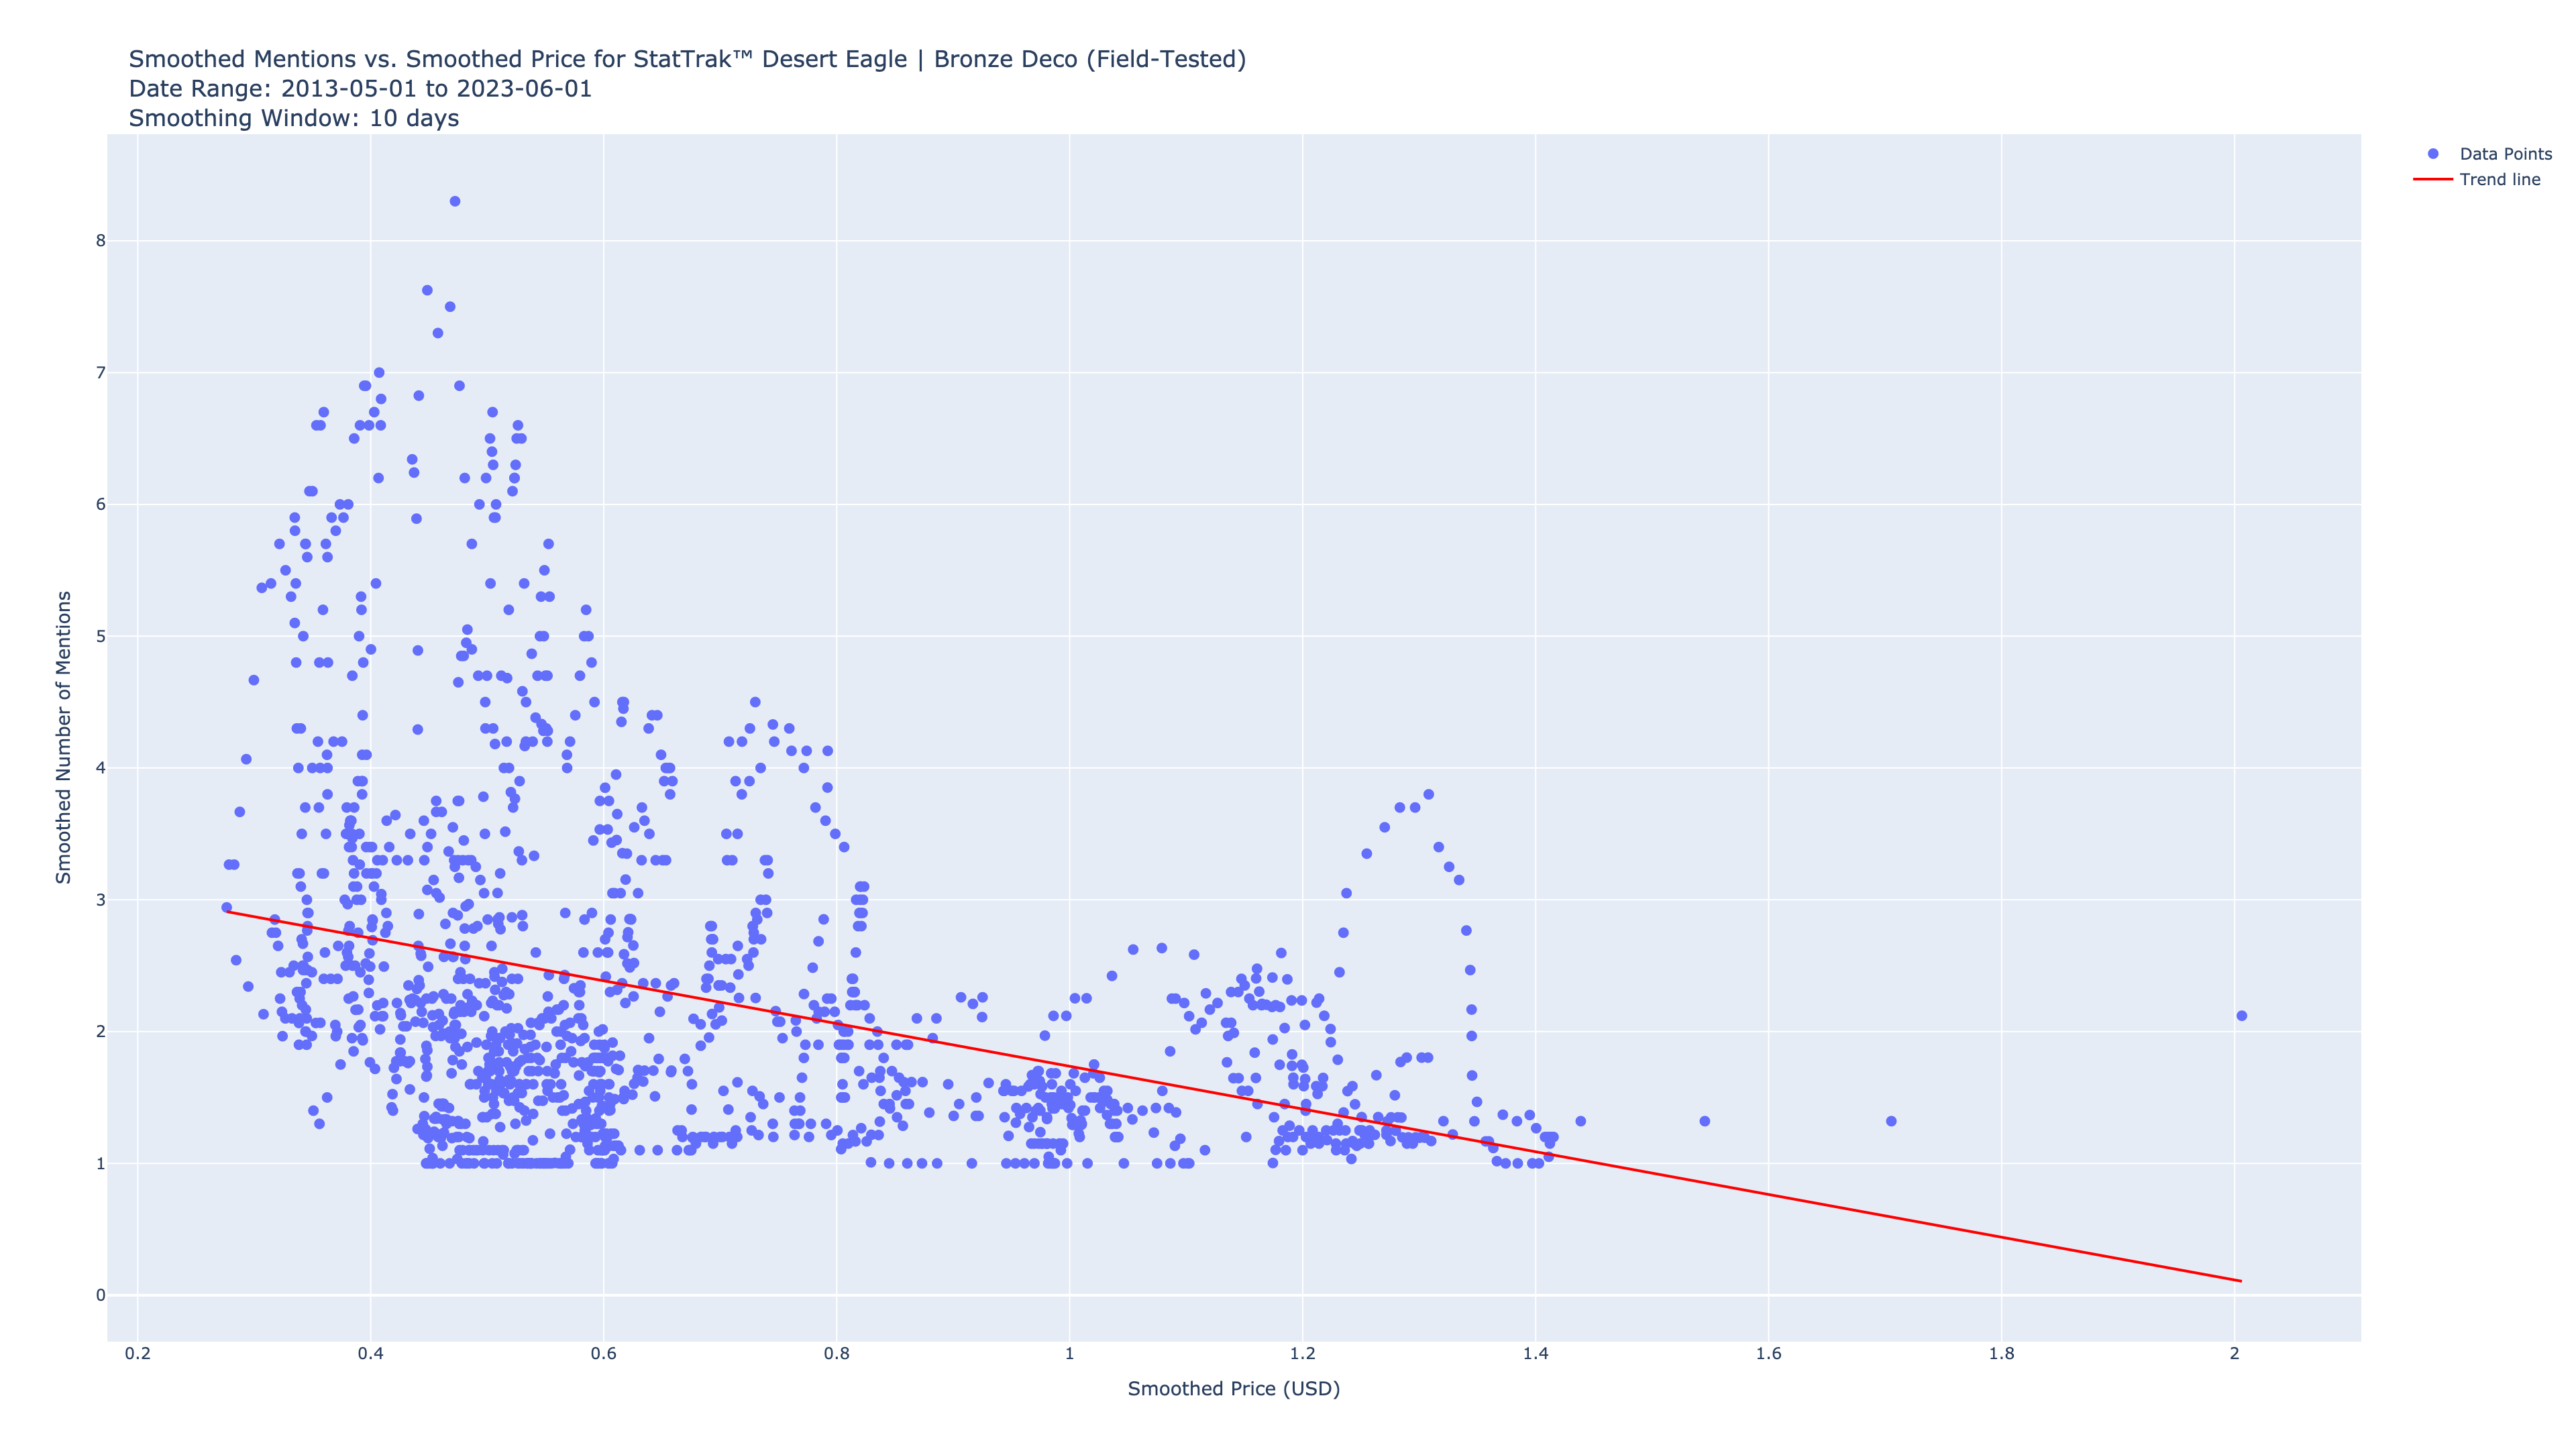 Smoothed Mentions vs. Smoothed Price for StatTrak™ Desert Eagle | Bronze Deco (Field-Tested)
Date Range: 2013-05-01 to 2023-06-01
Smoothing Window: 10 days
Data Points
Trend line
8
7
6
5
4
3
2
1
0
Smoothed Number of Mentions
0.2
0.4
0.6
0.8
1
1.2
1.4
1.6
1.8
2
Smoothed Price (USD)